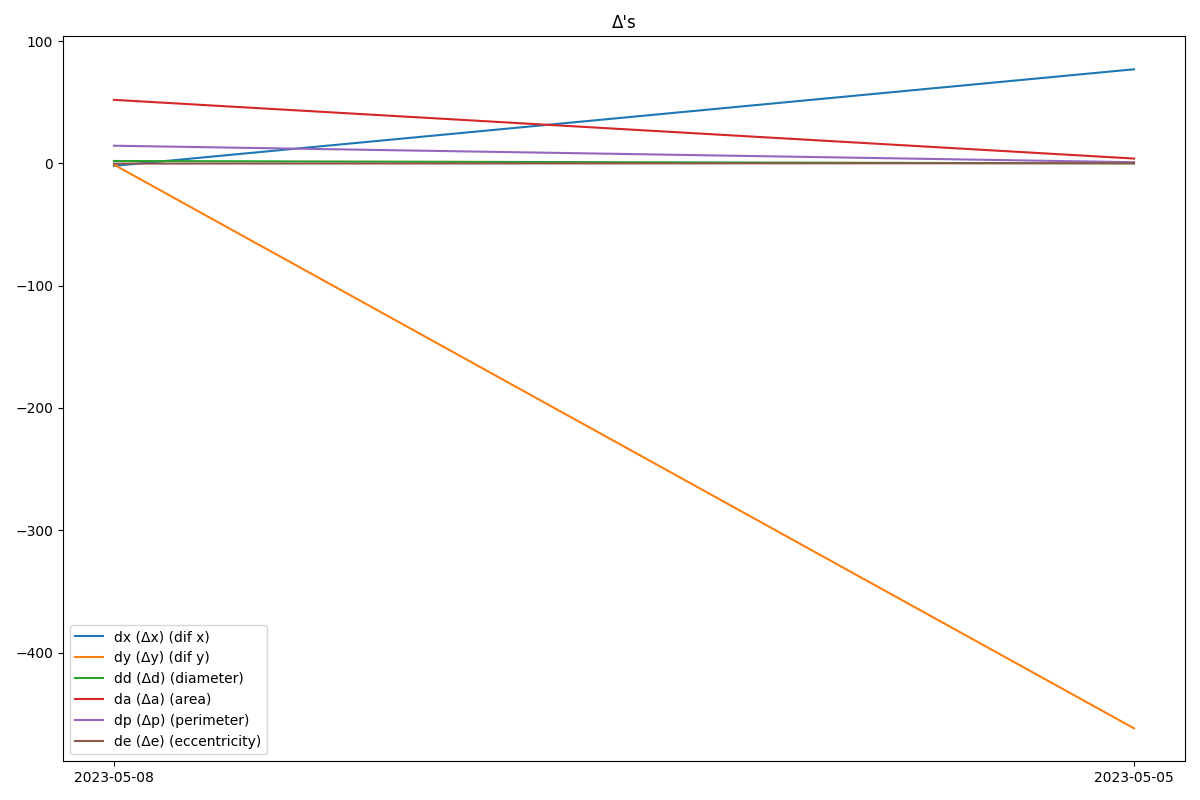 Δ's
100
0
−100
−200
−300
−400
dx (Δx) (dif x)
dy (Δy) (dif y)
dd (Δd) (diameter)
da (Δa) (area)
dp (Δp) (perimeter)
de (Δe) (eccentricity)
2023-05-08 2023-05-05